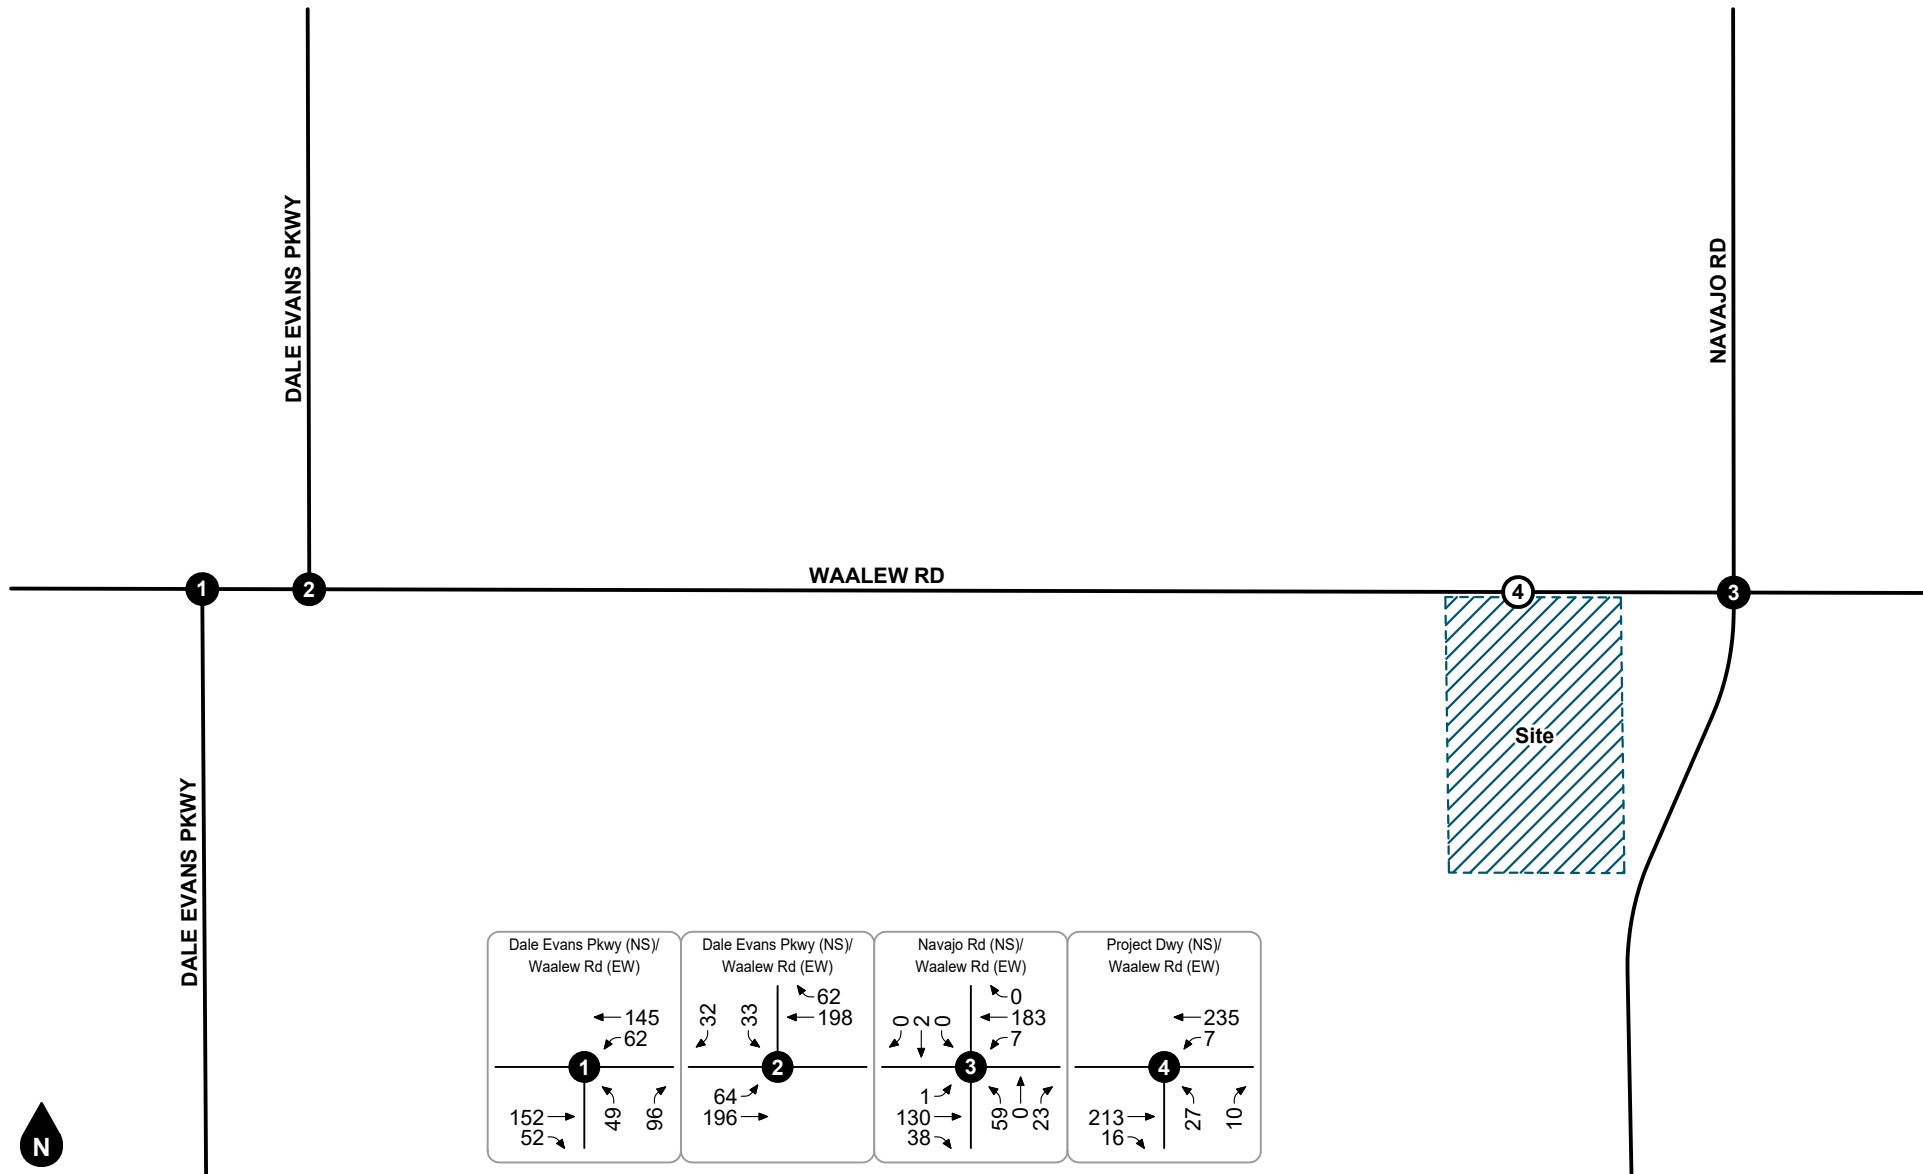 DALE EVANS PKWY
NAVAJO RD
WAALEW RD
1
2
4
3
Site
DALE EVANS PKWY
Dale Evans Pkwy (NS)/
Waalew Rd (EW)
145
62
1
152
52
49
96
Dale Evans Pkwy (NS)/
Waalew Rd (EW)
32
33
62
198
2
64
196
Navajo Rd (NS)/
Waalew Rd (EW)
0
2
0
0
183
7
3
1
130
38
59
0
23
Project Dwy (NS)/
Waalew Rd (EW)
235
7
4
213
16
27
10
N